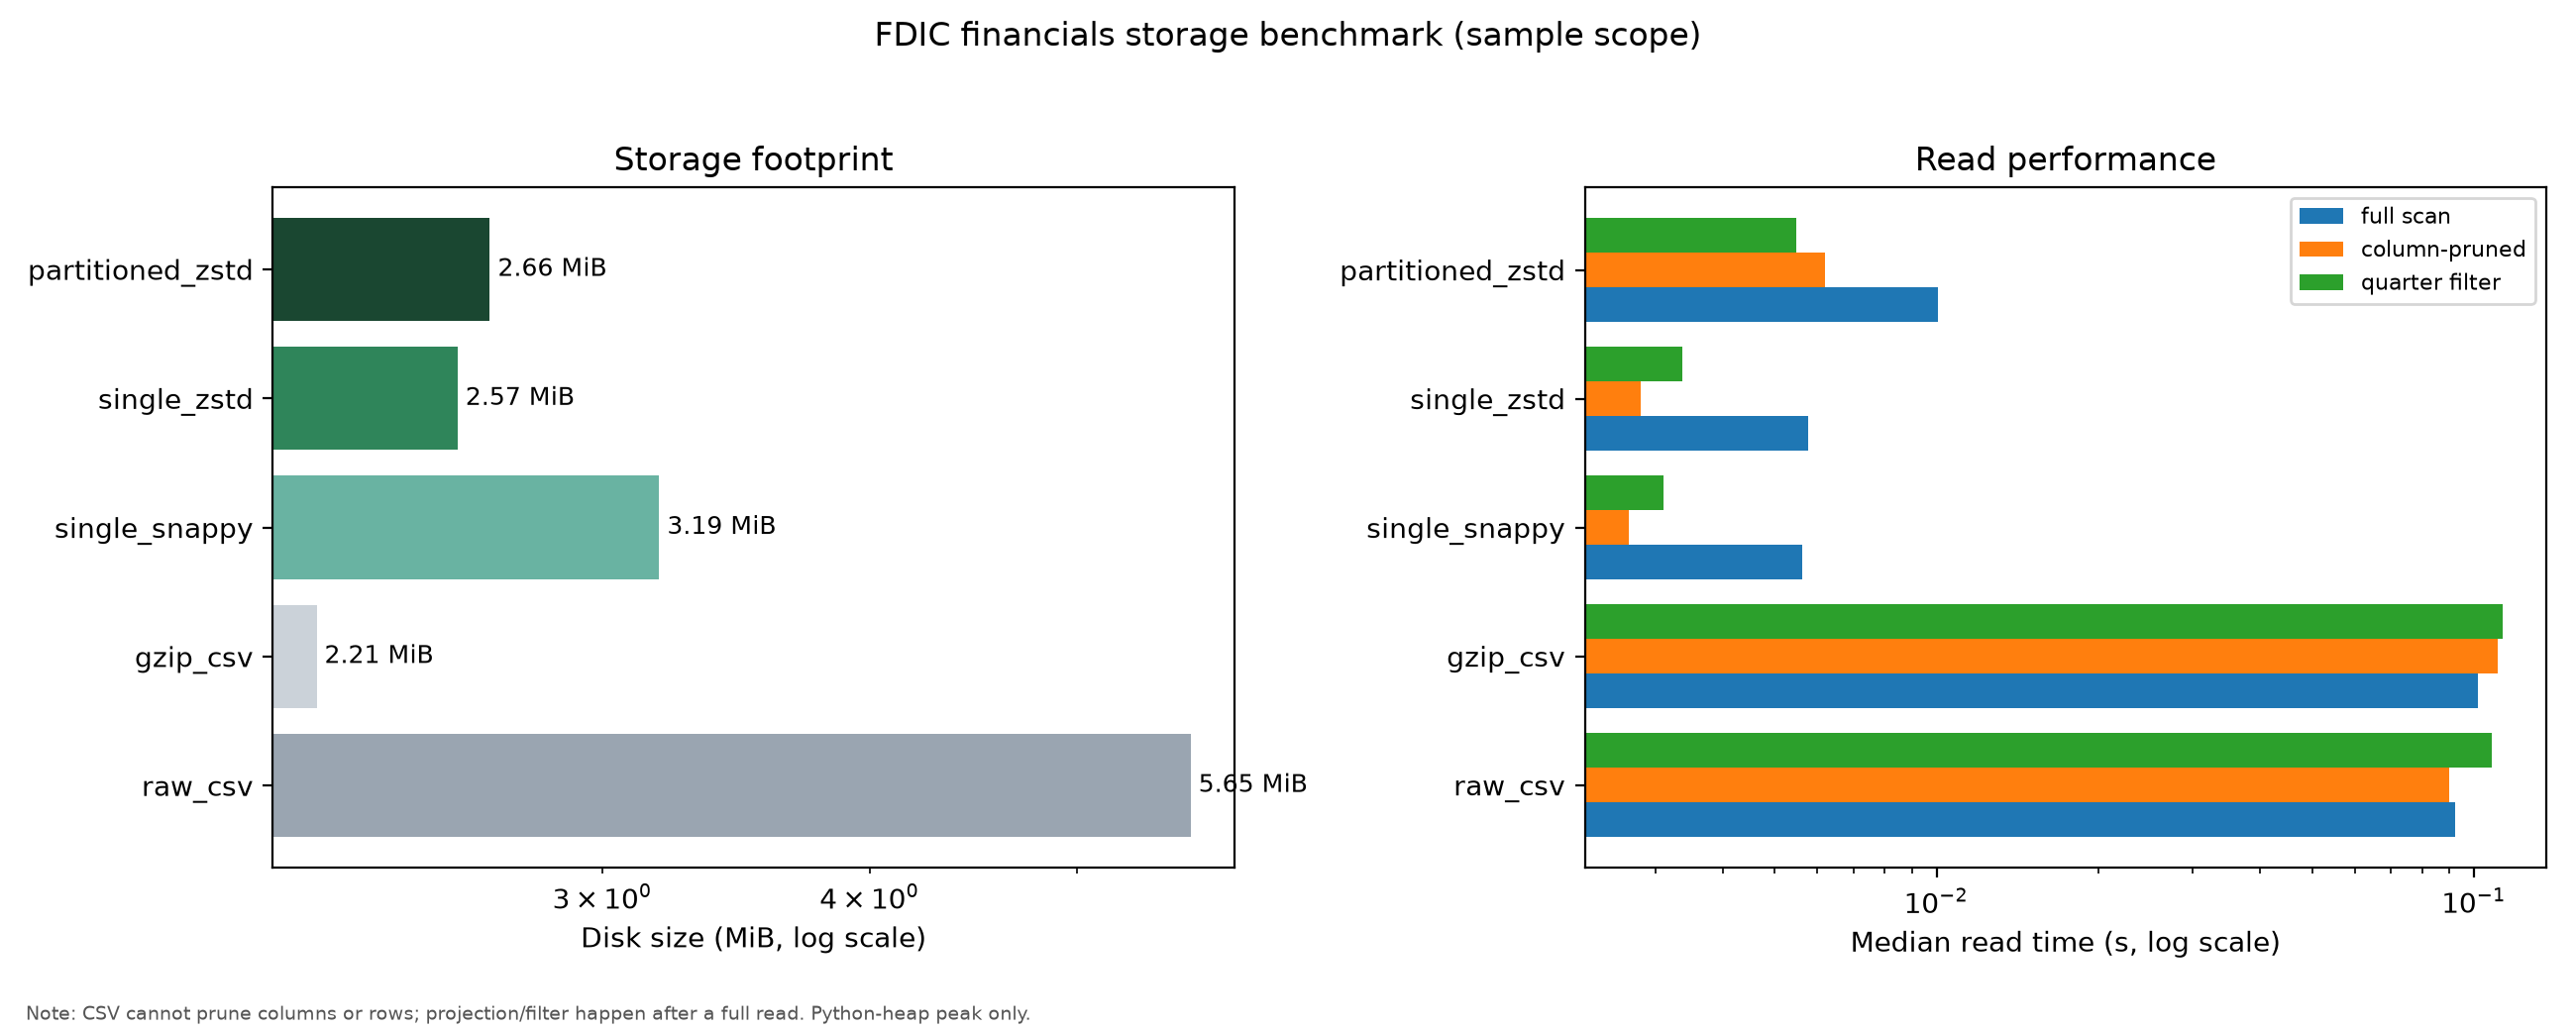 FDIC financials storage benchmark (sample scope)
Storage footprint
partitioned_zstd
2.66 MiB
single_zstd
2.57 MiB
single_snappy
3.19 MiB
gzip_csv
2.21 MiB
raw_csv
5.65 MiB
3 × 10⁰
4 × 10⁰
Disk size (MiB, log scale)
Read performance
full scan
column-pruned
quarter filter
partitioned_zstd
single_zstd
single_snappy
gzip_csv
raw_csv
10⁻²
10⁻¹
Median read time (s, log scale)
Note: CSV cannot prune columns or rows; projection/filter happen after a full read. Python-heap peak only.